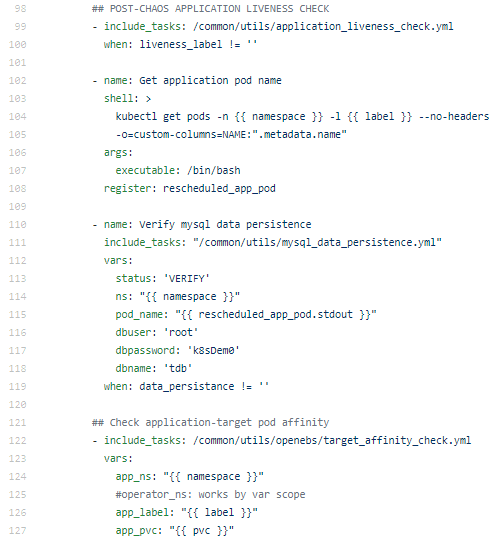 98 ## POST-CHAOS APPLICATION LIVENESS CHECK
99 - include_tasks: /common/utils/application_liveness_check.yml
100 when: liveness_label != ''
101
102 - name: Get application pod name
103 shell: >
104 kubectl get pods -n {{ namespace }} -l {{ label }} --no-headers
105 -o=custom-columns=NAME:".metadata.name"
106 args:
107 executable: /bin/bash
108 register: rescheduled_app_pod
109
110 - name: Verify mysql data persistence
111 include_tasks: "/common/utils/mysql_data_persistence.yml"
112 vars:
113 status: 'VERIFY'
114 ns: "{{ namespace }}"
115 pod_name: "{{ rescheduled_app_pod.stdout }}"
116 dbuser: 'root'
117 dbpassword: 'k8sDem0'
118 dbname: 'tdb'
119 when: data_persistance != ''
120
121 ## Check application-target pod affinity
122 - include_tasks: /common/utils/openebs/target_affinity_check.yml
123 vars:
124 app_ns: "{{ namespace }}"
125 #operator_ns: works by var scope
126 app_label: "{{ label }}"
127 app_pvc: "{{ pvc }}"